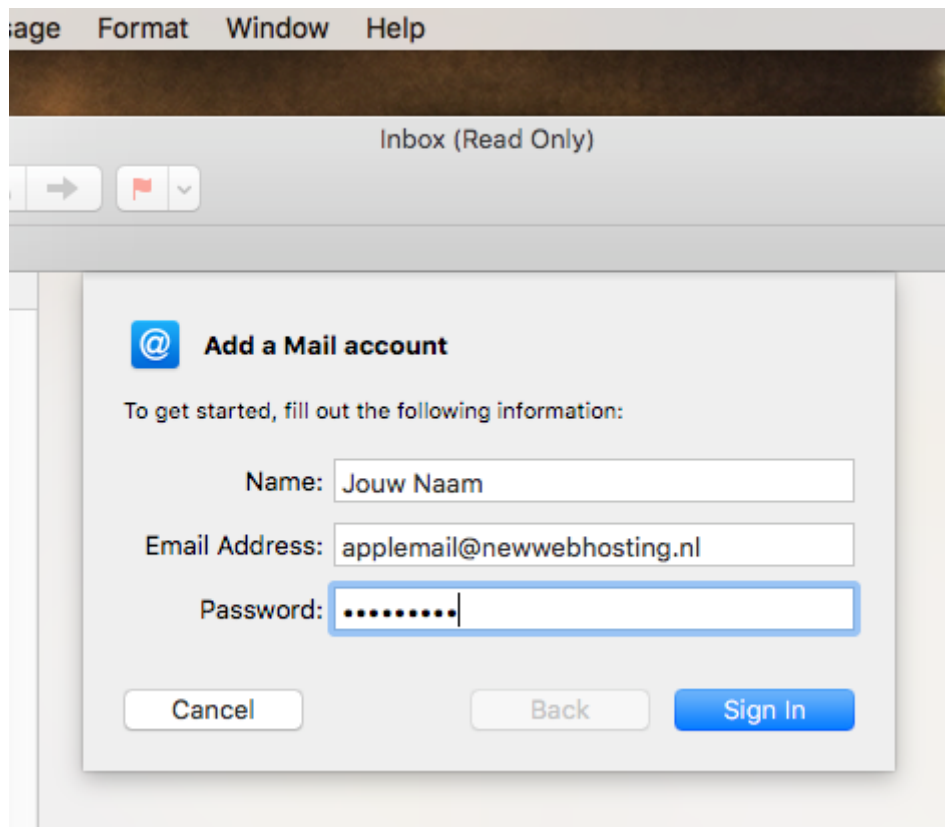 sage Format Window Help
Inbox (Read Only)
@ Add a Mail account
To get started, fill out the following information:
Name: Jouw Naam
Email Address: applemail@newwebhosting.nl
Password: •••••••••
Cancel Back Sign In